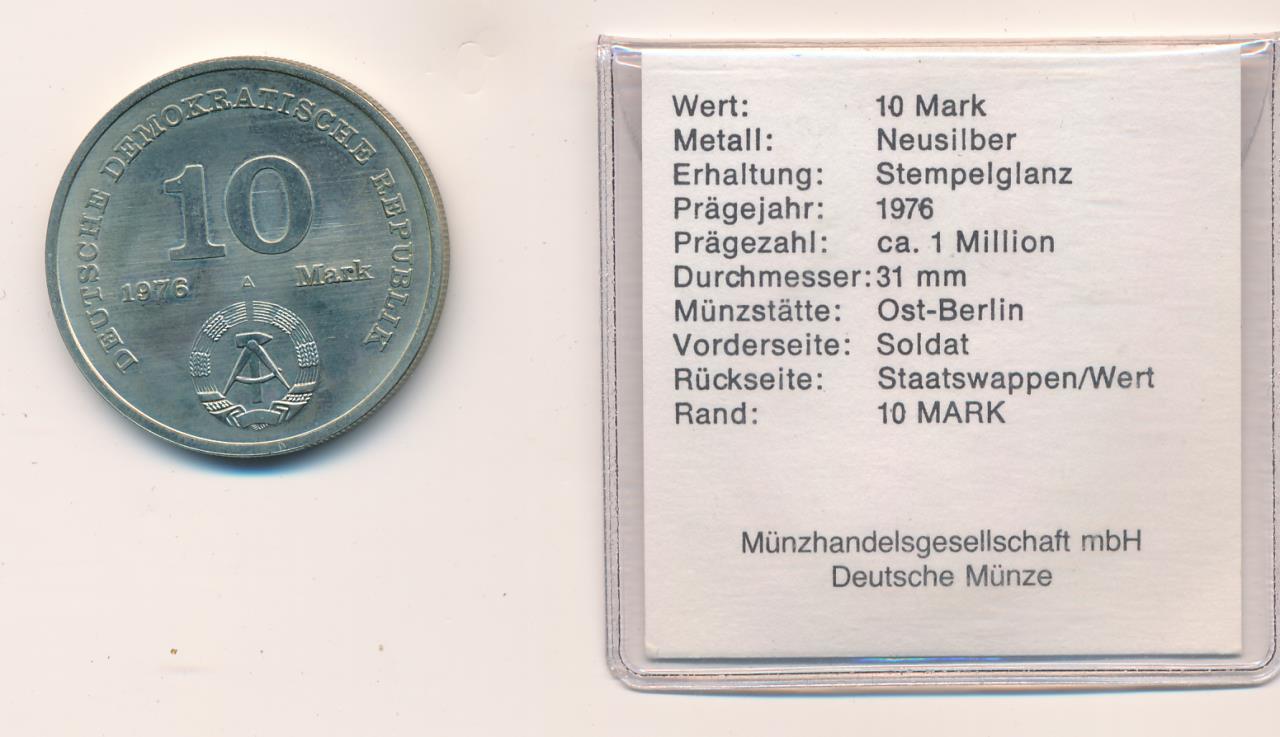 DEUTSCHE DEMOKRATISCHE REPUBLIK
10
1976 A Mark
Wert: 10 Mark
Metall: Neusilber
Erhaltung: Stempelglanz
Prägejahr: 1976
Prägezahl: ca. 1 Million
Durchmesser: 31 mm
Münzstätte: Ost-Berlin
Vorderseite: Soldat
Rückseite: Staatswappen/Wert
Rand: 10 MARK
Münzhandelsgesellschaft mbH
Deutsche Münze